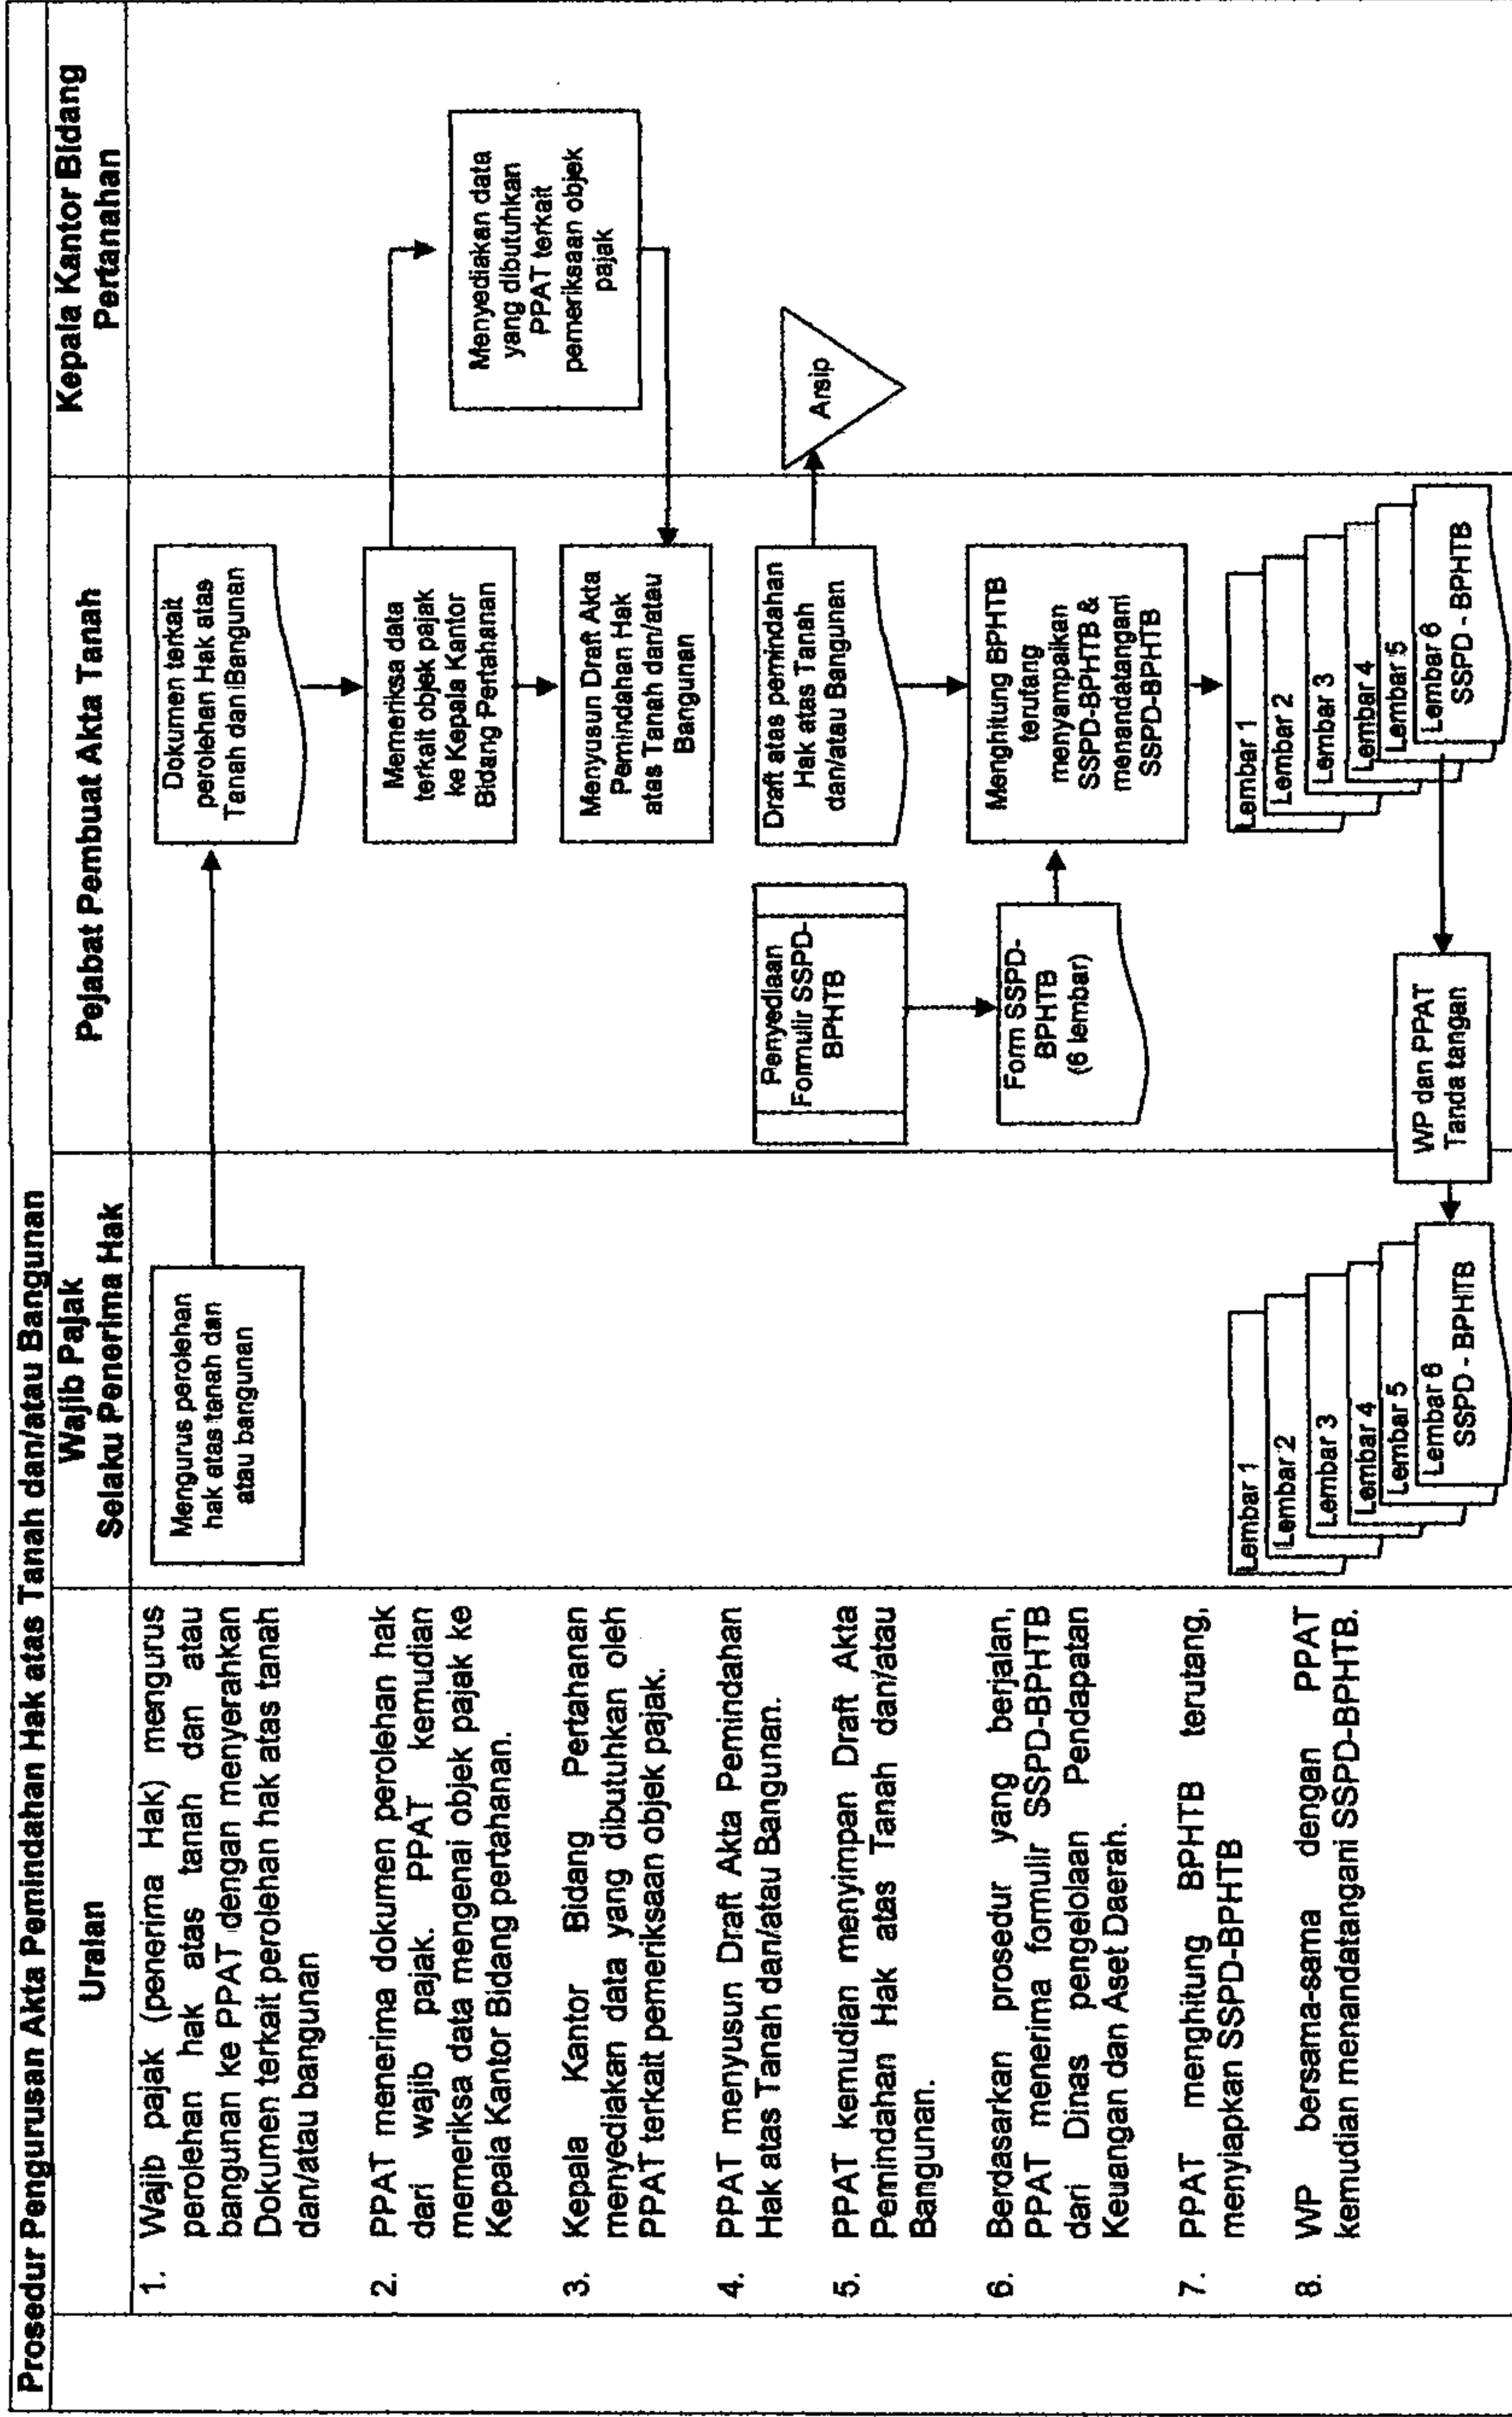 Prosedur Pengurusan Akta Pemindahan Hak atas Tanah dan/atau Bangunan
Uraian
Wajib Pajak
Selaku Penerima Hak
Pejabat Pembuat Akta Tanah
Kepala Kantor Bidang
Pertanahan
1. Wajib pajak (penerima Hak) mengurus
perolehan hak atas tanah dan atau
bangunan ke PPAT dengan menyerahkan
Dokumen terkait perolehan hak atas tanah
dan/atau bangunan
2. PPAT menerima dokumen perolehan hak
dari wajib pajak. PPAT kemudian
memeriksa data mengenai objek pajak ke
Kepala Kantor Bidang pertahanan.
3. Kepala Kantor Bidang Pertahanan
menyediakan data yang dibutuhkan oleh
PPAT terkait pemeriksaan objek pajak.
4. PPAT menyusun Draft Akta Pemindahan
Hak atas Tanah dan/atau Bangunan.
5. PPAT kemudian menyimpan Draft Akta
Pemindahan Hak atas Tanah dan/atau
Bangunan.
6. Berdasarkan prosedur yang berjalan,
PPAT menerima formulir SSPD-BPHTB
dari Dinas pengelolaan Pendapatan
Keuangan dan Aset Daerah.
7. PPAT menghitung BPHTB terutang,
menyiapkan SSPD-BPHTB
8. WP bersama-sama dengan PPAT
kemudian menandatangani SSPD-BPHTB.
Mengurus perolehan
hak atas tanah dan
atau bangunan
Lembar 1
Lembar 2
Lembar 3
Lembar 4
Lembar 5
Lembar 6
SSPD - BPHTB
Dokumen terkait
perolehan Hak atas
Tanah dan Bangunan
Memeriksa data
terkait objek pajak
ke Kepala Kantor
Bidang Pertahanan
Menyusun Draft Akta
Pemindahan Hak
atas Tanah dan/atau
Bangunan
Penyediaan
Formulir SSPD-
BPHTB
Draft atas pemindahan
Hak atas Tanah
dan/atau Bangunan
Form SSPD-
BPHTB
(6 lembar)
Menghitung BPHTB
terutang
menyampaikan
SSPD-BPHTB &
menandatangani
SSPD-BPHTB
Lembar 1
Lembar 2
Lembar 3
Lembar 4
Lembar 5
Lembar 6
SSPD - BPHTB
WP dan PPAT
Tanda tangan
Menyediakan data
yang dibutuhkan
PPAT terkait
pemeriksaan objek
pajak
Arsip